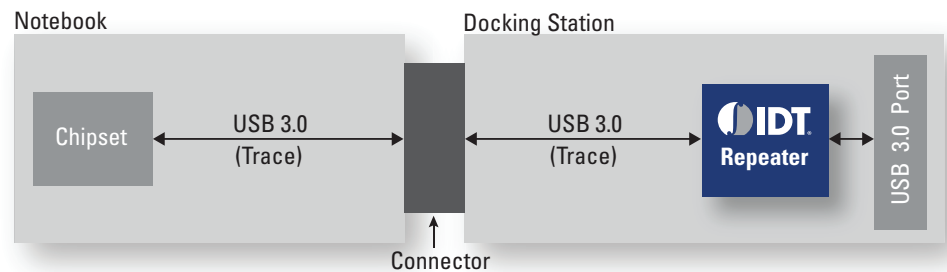 Notebook
Docking Station
Chipset
USB 3.0
(Trace)
USB 3.0
(Trace)
IDT
Repeater
USB 3.0 Port
Connector